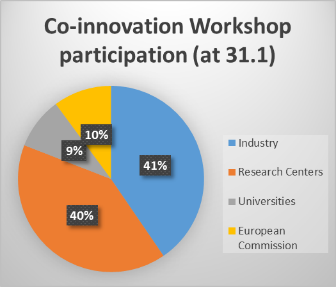 Co-innovation Workshop
participation (at 31.1)
10%
9%
41%
40%
Industry
Research Centers
Universities
European
Commission